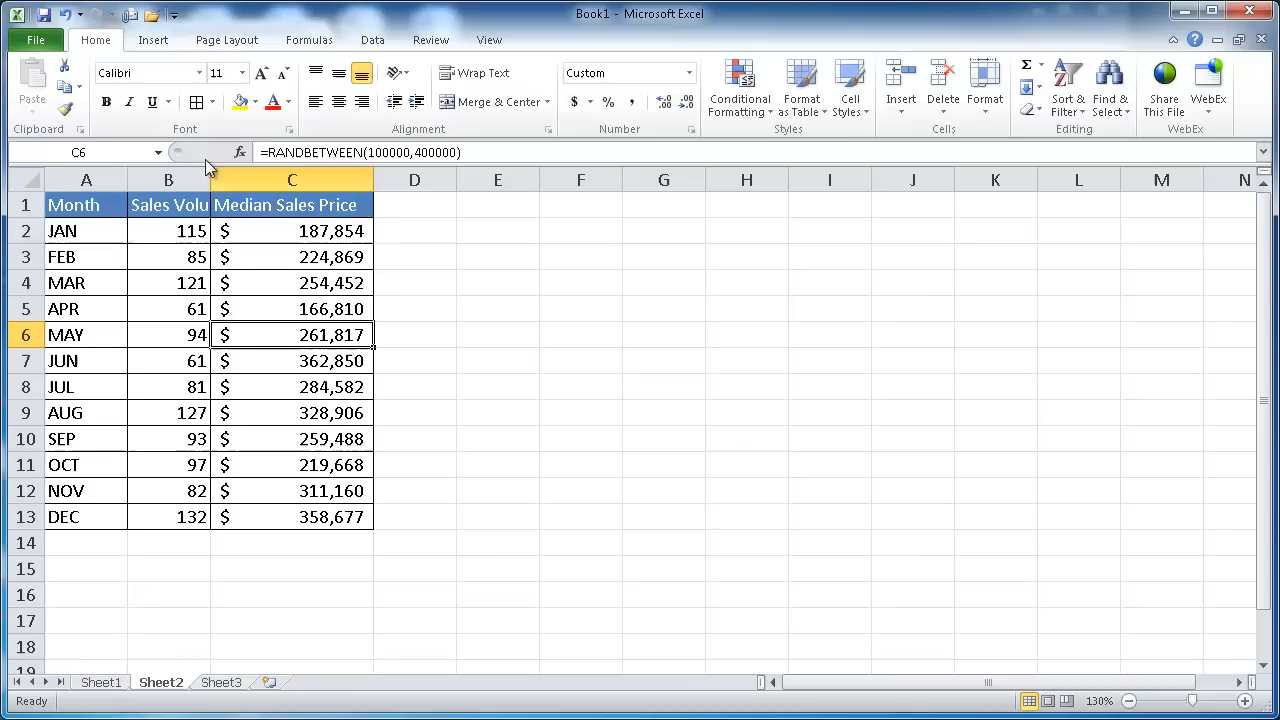 Book1 - Microsoft Excel
File Home Insert Page Layout Formulas Data Review View
Paste Calibri 11 Wrap Text Custom Conditional Formatting Format as Table Cell Styles Insert Delete Format Sort & Filter Find & Select Share This File WebEx
B I U A Merge & Center $ % ,
Clipboard Font Alignment Number Styles Cells Editing WebEx
C6 fx =RANDBETWEEN(100000,400000)
A B C D E F G H I J K L M N
1 Month Sales Volu Median Sales Price
2 JAN 115 $ 187,854
3 FEB 85 $ 224,869
4 MAR 121 $ 254,452
5 APR 61 $ 166,810
6 MAY 94 $ 261,817
7 JUN 61 $ 362,850
8 JUL 81 $ 284,582
9 AUG 127 $ 328,906
10 SEP 93 $ 259,488
11 OCT 97 $ 219,668
12 NOV 82 $ 311,160
13 DEC 132 $ 358,677
14
15
16
17
18
19
Sheet1 Sheet2 Sheet3
Ready 130%